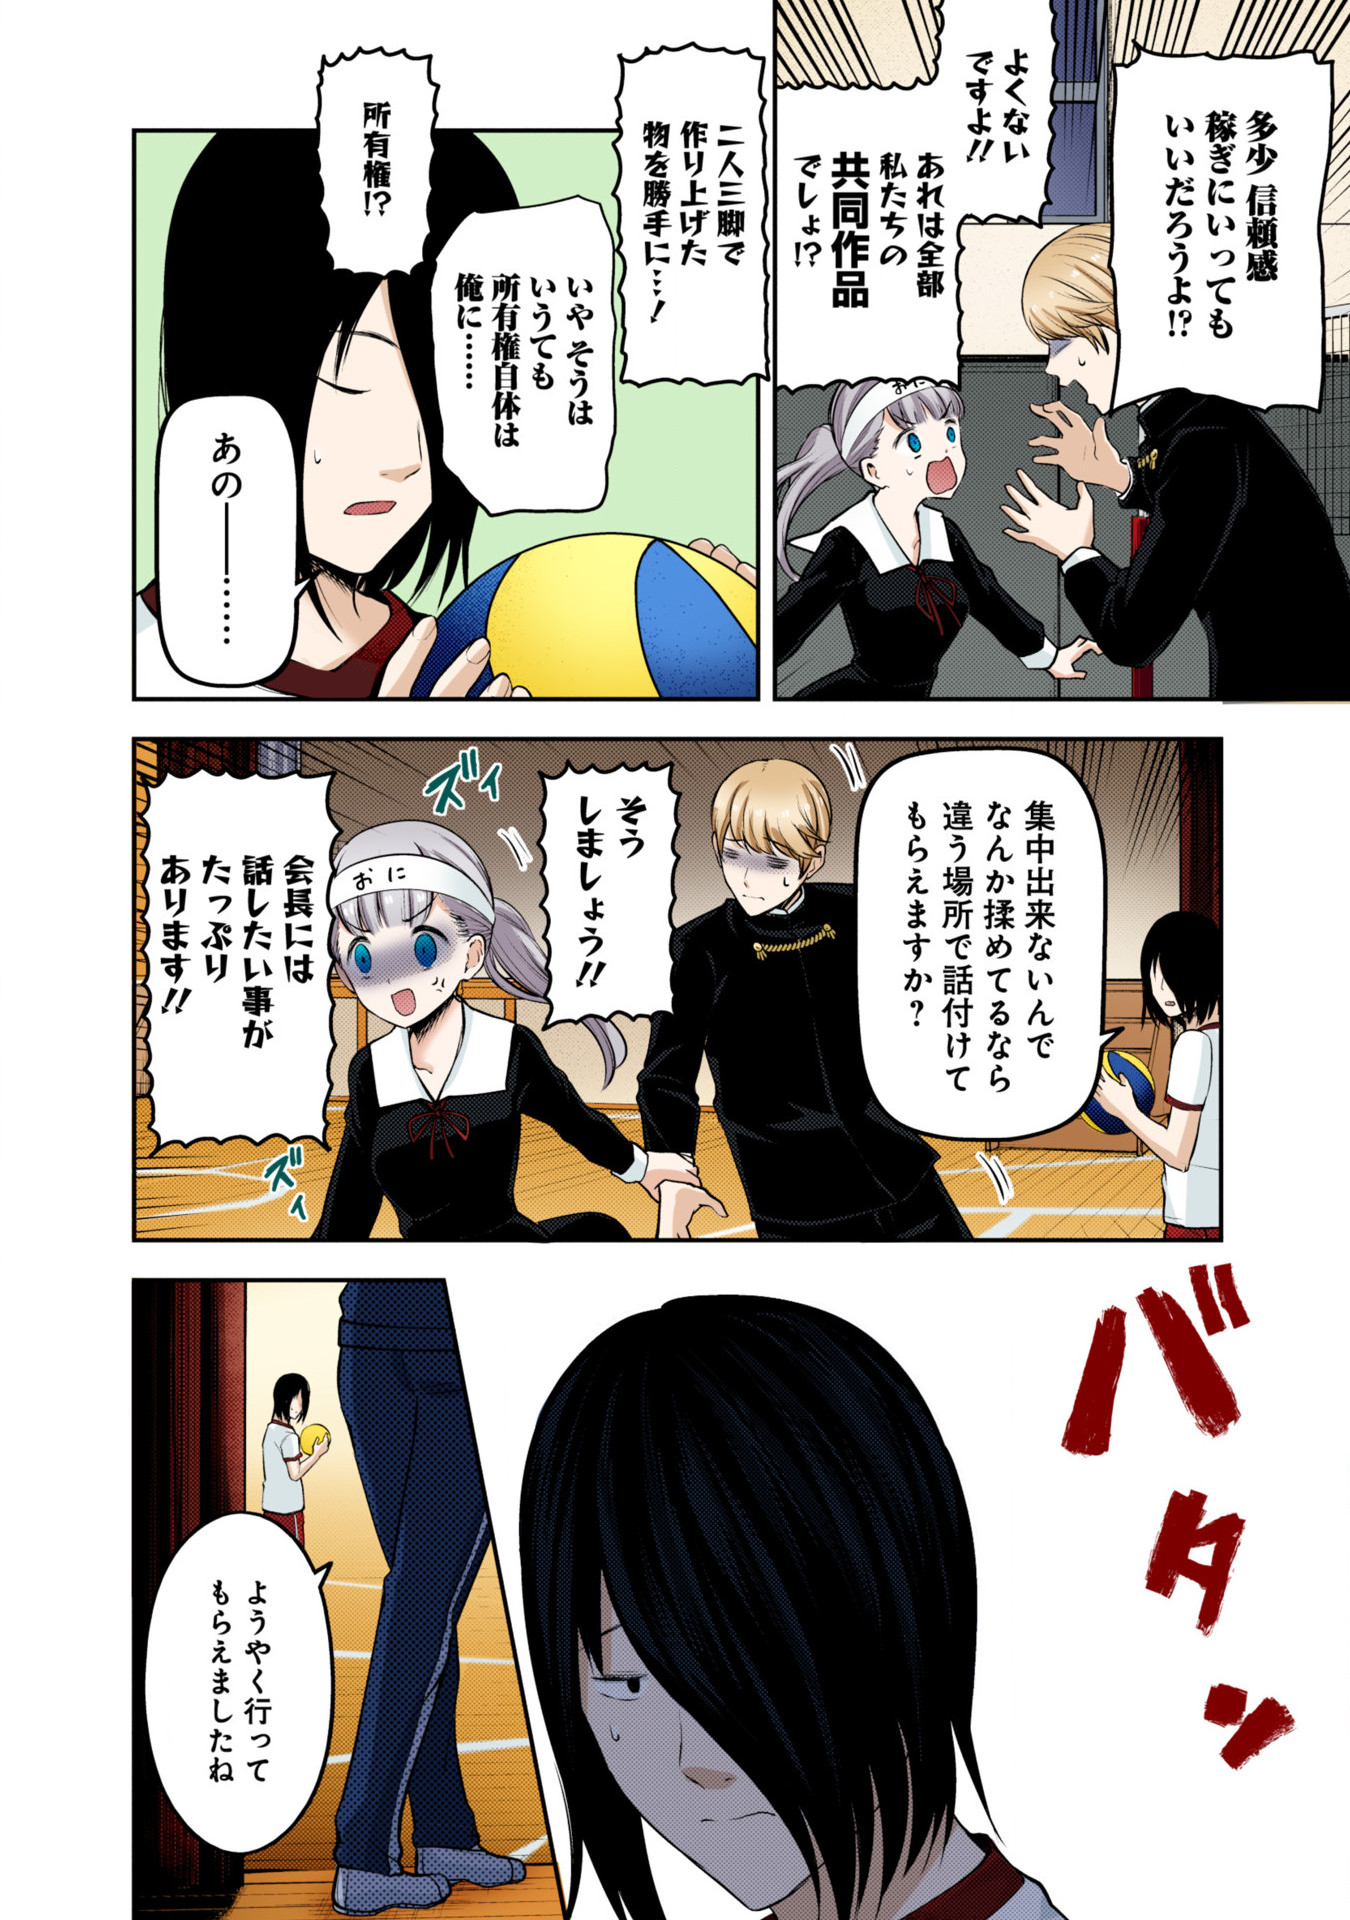 多少 信頼感
稼ぎにいっても
いいだろうよ!?
よくない
ですよ!!
あれは全部
私たちの
共同作品
でしょ!?
おに
二人三脚で
作り上げた
物を勝手に…!
いや そうは
いうても
所有権自体は
俺に……
所有権!?
あの――……
集中出来ないんで
なんか揉めてるなら
違う場所で話付けて
もらえますか?
そう
しましょう!!
ズィ
おに
会長には
話したい事が
たっぷり
あります!!
ズィ
バタン
ようやく行って
もらえましたね